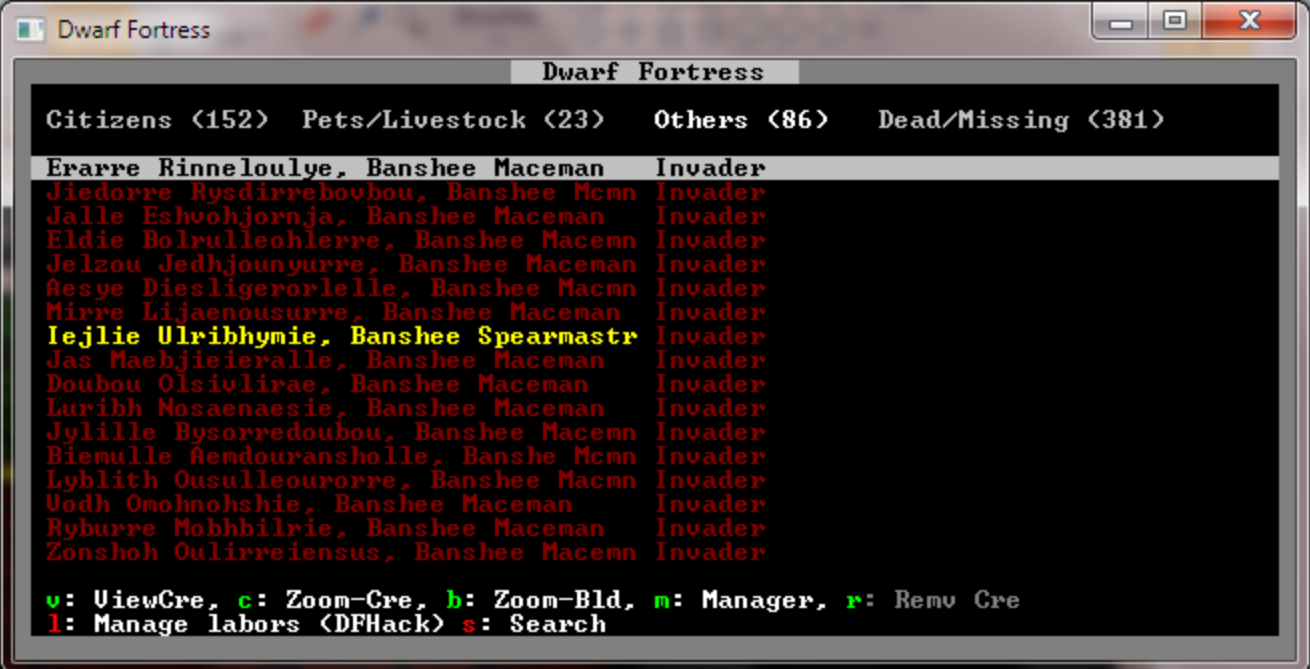 Dwarf Fortress
Dwarf Fortress
Citizens (152) Pets/Livestock (23) Others (86) Dead/Missing (381)
Erarre Rinneloulye, Banshee Maceman Invader
Jiedorre Rysdirrebovbou, Banshee Mcmn Invader
Jalle Eshvohjornja, Banshee Maceman Invader
Eldie Bolrulleohlerre, Banshee Macemn Invader
Jelzou Jedhjounyurre, Banshee Maceman Invader
Aesye Diesligerorlelle, Banshee Macmn Invader
Mirre Lijaenousurre, Banshee Maceman Invader
Iejlie Ulribhymie, Banshee Spearmastr Invader
Jas Maebjieieralle, Banshee Maceman Invader
Doubou Olsivlirae, Banshee Maceman Invader
Luribh Nosaenaesie, Banshee Maceman Invader
Jylille Bysorredoubou, Banshee Macemn Invader
Biemulle Aemdouransholle, Banshe Mcmn Invader
Lyblith Ousulleourorre, Banshee Macmn Invader
Vodh Omohnohshie, Banshee Maceman Invader
Ryburre Mobhbilrie, Banshee Maceman Invader
Zonshoh Oulirreiensus, Banshee Macemn Invader
v: ViewCre, c: Zoom-Cre, b: Zoom-Bld, m: Manager, r: Remv Cre
l: Manage labors (DFHack) s: Search